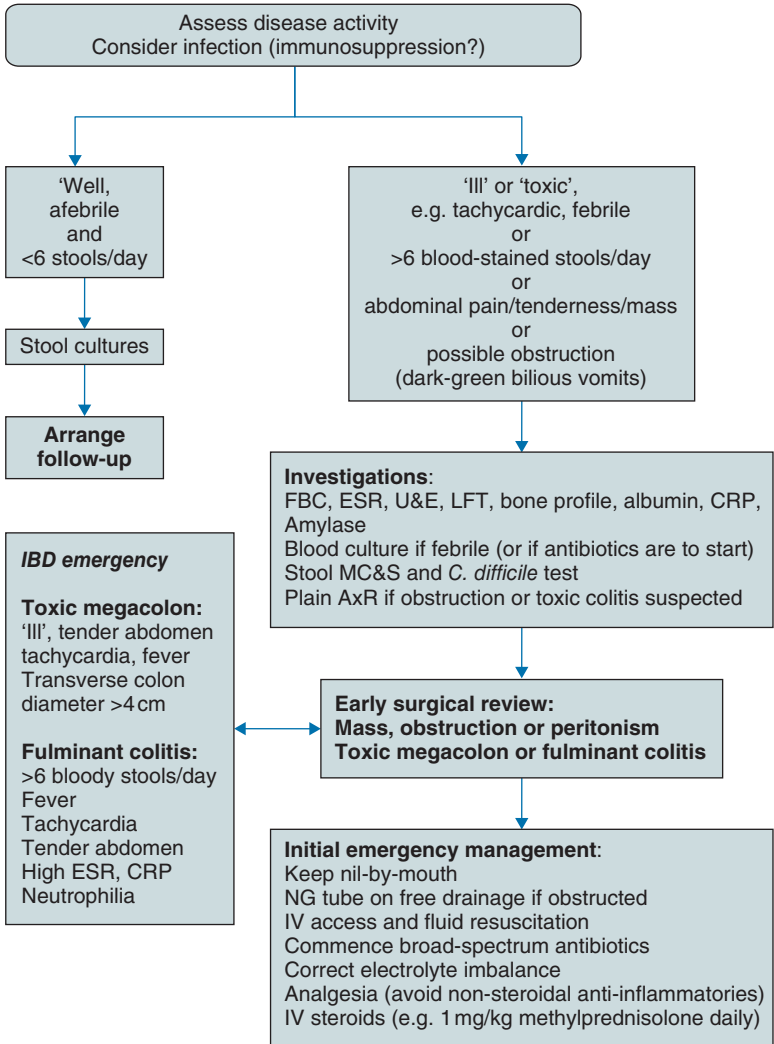 Assess disease activity
Consider infection (immunosuppression?)
‘Well,
afebrile
and
<6 stools/day
Stool cultures
Arrange
follow-up
‘Ill’ or ‘toxic’,
e.g. tachycardic, febrile
or
>6 blood-stained stools/day
or
abdominal pain/tenderness/mass
or
possible obstruction
(dark-green bilious vomits)
Investigations:
FBC, ESR, U&E, LFT, bone profile, albumin, CRP,
Amylase
Blood culture if febrile (or if antibiotics are to start)
Stool MC&S and C. difficile test
Plain AxR if obstruction or toxic colitis suspected
IBD emergency
Toxic megacolon:
‘Ill’, tender abdomen
tachycardia, fever
Transverse colon
diameter >4 cm
Fulminant colitis:
>6 bloody stools/day
Fever
Tachycardia
Tender abdomen
High ESR, CRP
Neutrophilia
Early surgical review:
Mass, obstruction or peritonism
Toxic megacolon or fulminant colitis
Initial emergency management:
Keep nil-by-mouth
NG tube on free drainage if obstructed
IV access and fluid resuscitation
Commence broad-spectrum antibiotics
Correct electrolyte imbalance
Analgesia (avoid non-steroidal anti-inflammatories)
IV steroids (e.g. 1 mg/kg methylprednisolone daily)